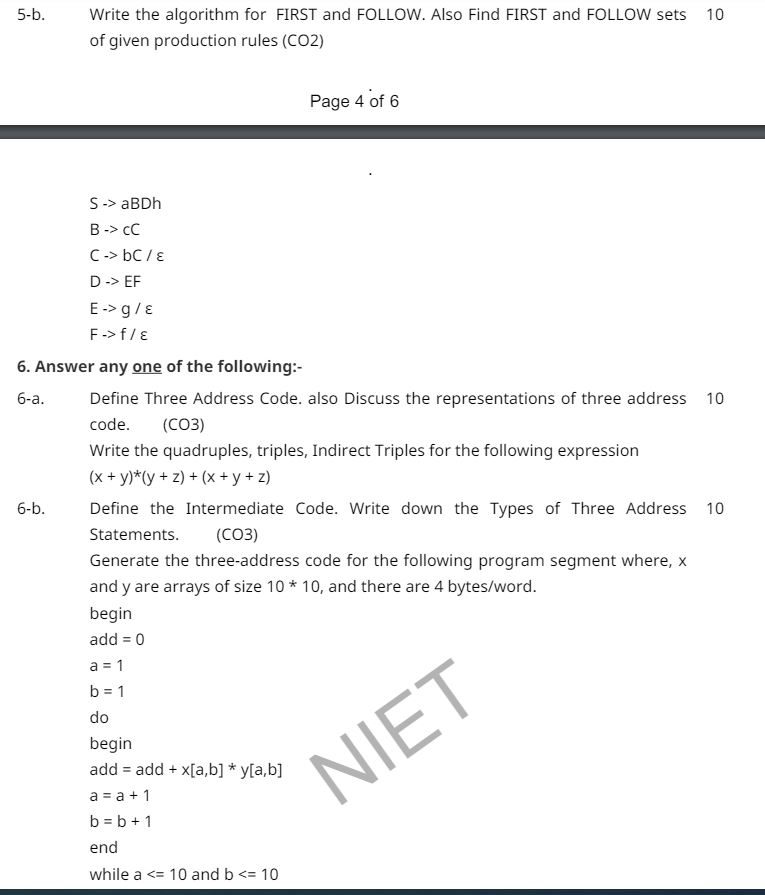 5-b. Write the algorithm for FIRST and FOLLOW. Also Find FIRST and FOLLOW sets 10
of given production rules (CO2)
Page 4 of 6
S -> aBDh
B -> cC
C -> bC / ε
D -> EF
E -> g / ε
F -> f / ε
6. Answer any one of the following:-
6-a. Define Three Address Code. also Discuss the representations of three address 10
code. (CO3)
Write the quadruples, triples, Indirect Triples for the following expression
(x + y)*(y + z) + (x + y + z)
6-b. Define the Intermediate Code. Write down the Types of Three Address 10
Statements. (CO3)
Generate the three-address code for the following program segment where, x
and y are arrays of size 10 * 10, and there are 4 bytes/word.
begin
add = 0
a = 1
b = 1
do
begin
add = add + x[a,b] * y[a,b]
a = a + 1
b = b + 1
end
while a <= 10 and b <= 10
NIET